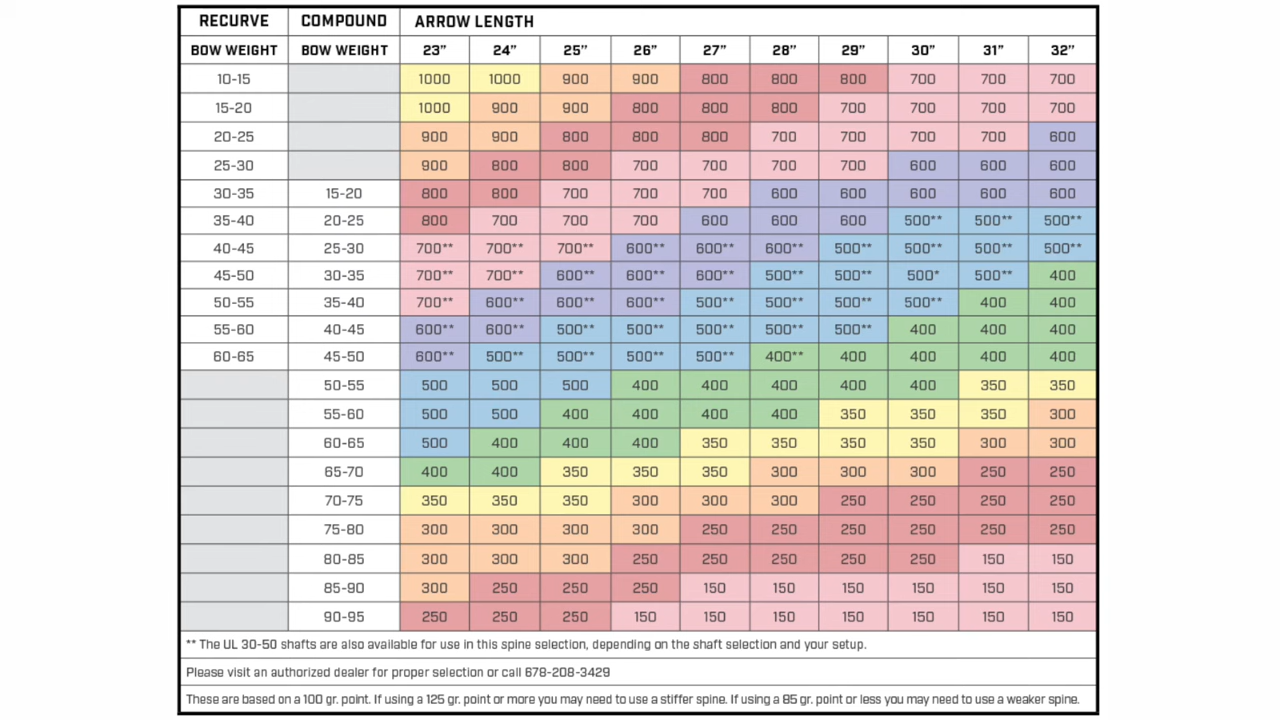 RECURVE COMPOUND ARROW LENGTH
BOW WEIGHT BOW WEIGHT 23” 24” 25” 26” 27” 28” 29” 30” 31” 32”
10-15 1000 1000 900 900 800 800 800 700 700 700
15-20 1000 900 900 800 800 800 700 700 700 700
20-25 900 900 800 800 800 700 700 700 700 600
25-30 900 800 800 700 700 700 700 600 600 600
30-35 15-20 800 800 700 700 700 600 600 600 600 600
35-40 20-25 800 700 700 700 600 600 600 500** 500** 500**
40-45 25-30 700** 700** 700** 600** 600** 600** 500** 500** 500** 500**
45-50 30-35 700** 700** 600** 600** 600** 500** 500** 500* 500** 400
50-55 35-40 700** 600** 600** 600** 500** 500** 500** 500** 400 400
55-60 40-45 600** 600** 500** 500** 500** 500** 500** 400 400 400
60-65 45-50 600** 500** 500** 500** 500** 400** 400 400 400 400
50-55 500 500 500 400 400 400 400 400 350 350
55-60 500 500 400 400 400 400 350 350 350 300
60-65 500 400 400 400 350 350 350 350 300 300
65-70 400 400 350 350 350 300 300 300 250 250
70-75 350 350 350 300 300 300 250 250 250 250
75-80 300 300 300 300 250 250 250 250 250 250
80-85 300 300 300 250 250 250 250 250 150 150
85-90 300 250 250 250 150 150 150 150 150 150
90-95 250 250 250 150 150 150 150 150 150 150
** The UL 30-50 shafts are also available for use in this spine selection, depending on the shaft selection and your setup.
Please visit an authorized dealer for proper selection or call 678-208-3429
These are based on a 100 gr. point. If using a 125 gr. point or more you may need to use a stiffer spine. If using a 85 gr. point or less you may need to use a weaker spine.